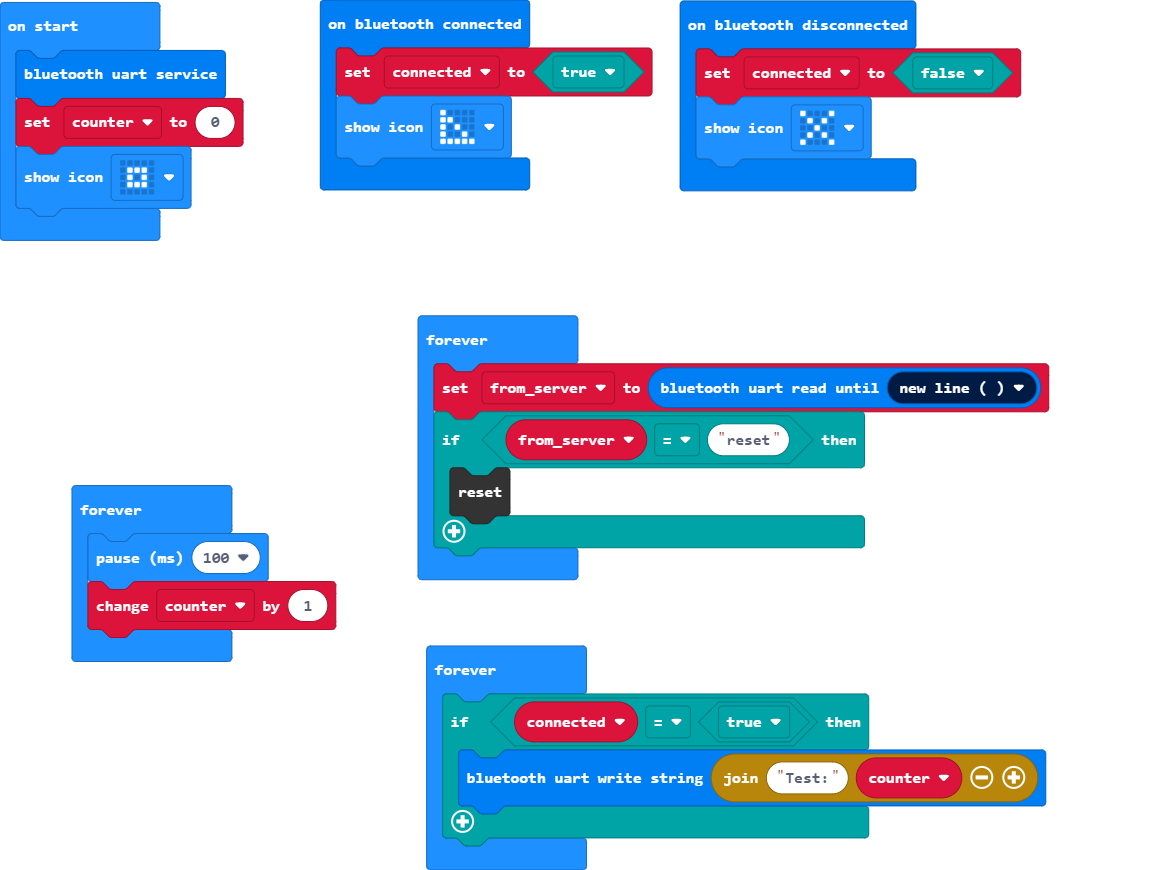 on start
bluetooth uart service
set counter to 0
show icon
on bluetooth connected
set connected to true
show icon
on bluetooth disconnected
set connected to false
show icon
forever
set from_server to bluetooth uart read until new line ( )
if from_server = "reset" then
reset
forever
pause (ms) 100
change counter by 1
forever
if connected = true then
bluetooth uart write string join "Test:" counter